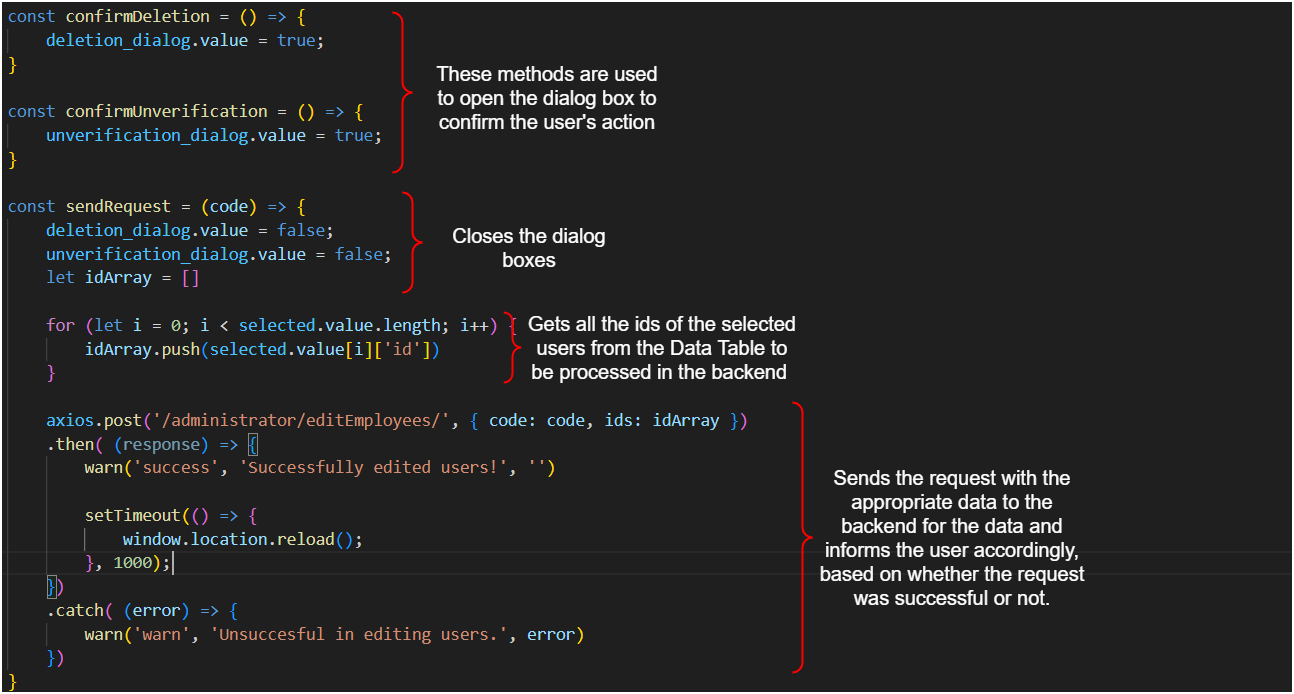 const confirmDeletion = () => {
    deletion_dialog.value = true;
}
These methods are used
to open the dialog box to
confirm the user's action
const confirmUnverification = () => {
    unverification_dialog.value = true;
}
const sendRequest = (code) => {
    deletion_dialog.value = false;
    unverification_dialog.value = false;
    let idArray = []
Closes the dialog
boxes
    for (let i = 0; i < selected.value.length; i++) {
        idArray.push(selected.value[i]['id'])
    }
Gets all the ids of the selected
users from the Data Table to
be processed in the backend
    axios.post('/administrator/editEmployees/', { code: code, ids: idArray })
    .then( (response) => {
        warn('success', 'Successfully edited users!', '')
        setTimeout(() => {
            window.location.reload();
        }, 1000);
    })
    .catch( (error) => {
        warn('warn', 'Unsuccesful in editing users.', error)
    })
}
Sends the request with the
appropriate data to the
backend for the data and
informs the user accordingly,
based on whether the request
was successful or not.